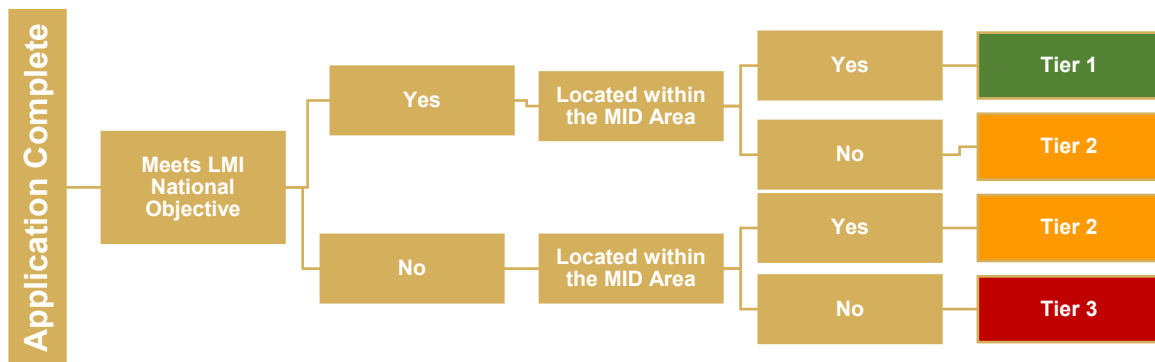 Application Complete
Meets LMI
National
Objective
Yes
Located within
the MID Area
Yes
Tier 1
No
Tier 2
No
Located within
the MID Area
Yes
Tier 2
No
Tier 3